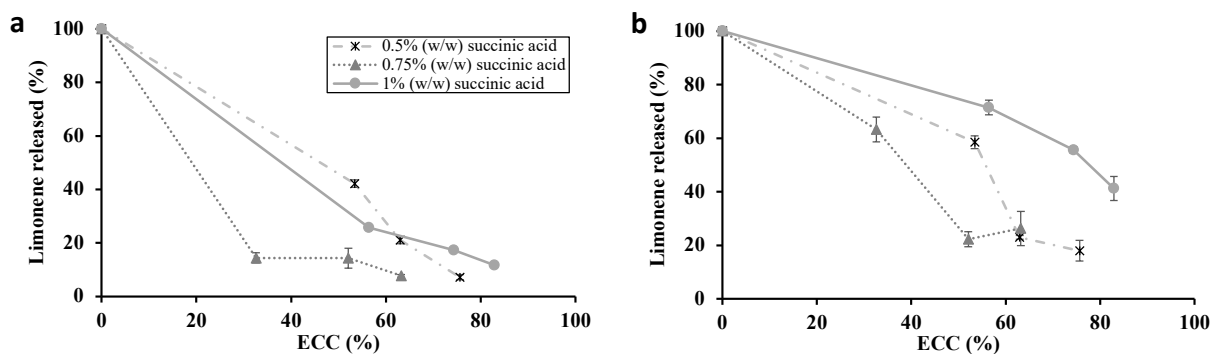 a
100
80
60
40
20
0
Limonene released (%)
0 20 40 60 80 100
ECC (%)
0.5% (w/w) succinic acid
0.75% (w/w) succinic acid
1% (w/w) succinic acid
b
100
80
60
40
20
0
Limonene released (%)
0 20 40 60 80 100
ECC (%)